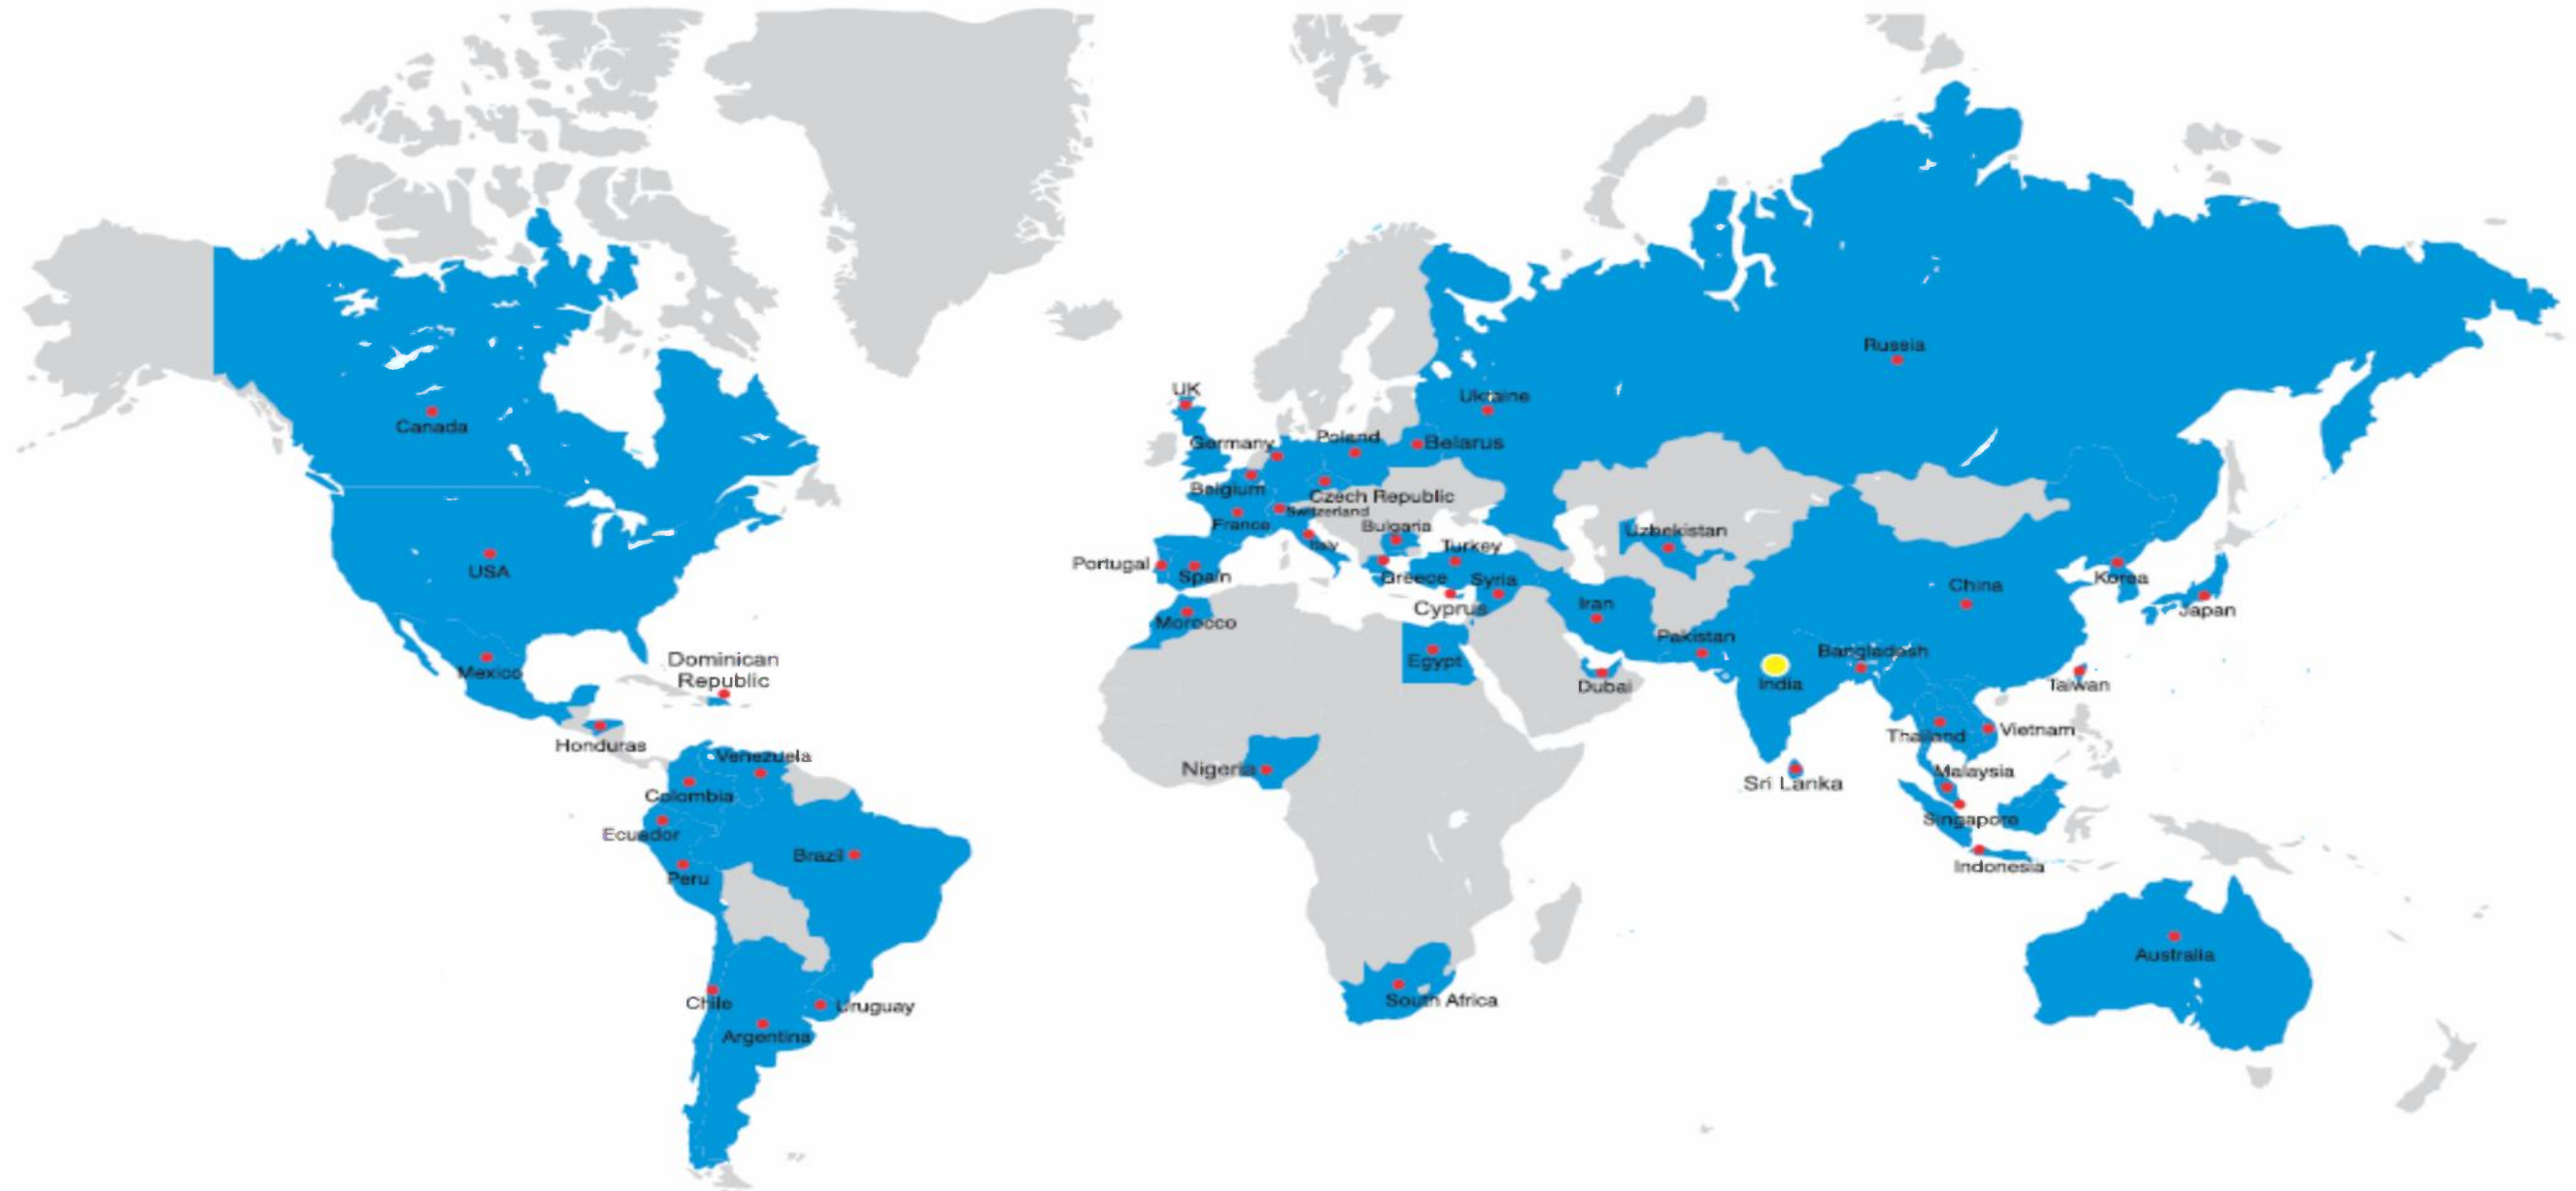 Russia
UK
Ukraine
Canada
Germany
Poland
Belarus
Belgium
Czech Republic
Switzerland
France
Bulgaria
Uzbekistan
Italy
Turkey
Portugal
Spain
Greece
Syria
USA
Korea
China
Iran
Cyprus
Japan
Morocco
Pakistan
Bangladesh
Dominican
Republic
Egypt
Mexico
Dubai
India
Taiwan
Vietnam
Thailand
Honduras
Venezuela
Nigeria
Malaysia
Sri Lanka
Colombia
Singapore
Ecuador
Brazil
Indonesia
Peru
Australia
South Africa
Chile
Uruguay
Argentina